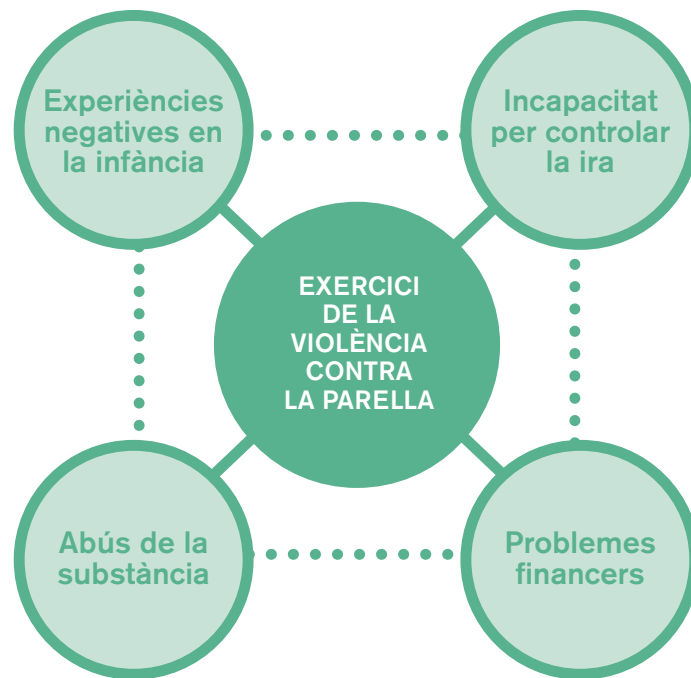 Experiències
negatives en
la infància
Incapacitat
per controlar
la ira
EXERCICI
DE LA
VIOLÈNCIA
CONTRA
LA PARELLA
Abús de la
substància
Problemes
financers